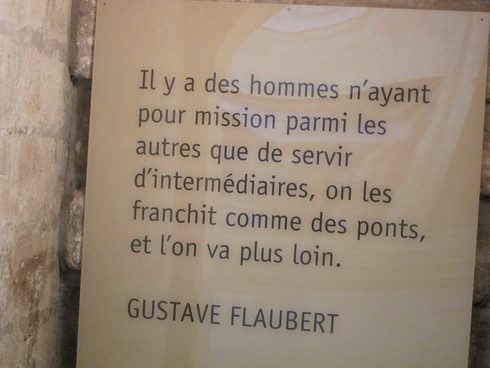 Il y a des hommes n'ayant
pour mission parmi les
autres que de servir
d'intermédiaires, on les
franchit comme des ponts,
et l'on va plus loin.
GUSTAVE FLAUBERT